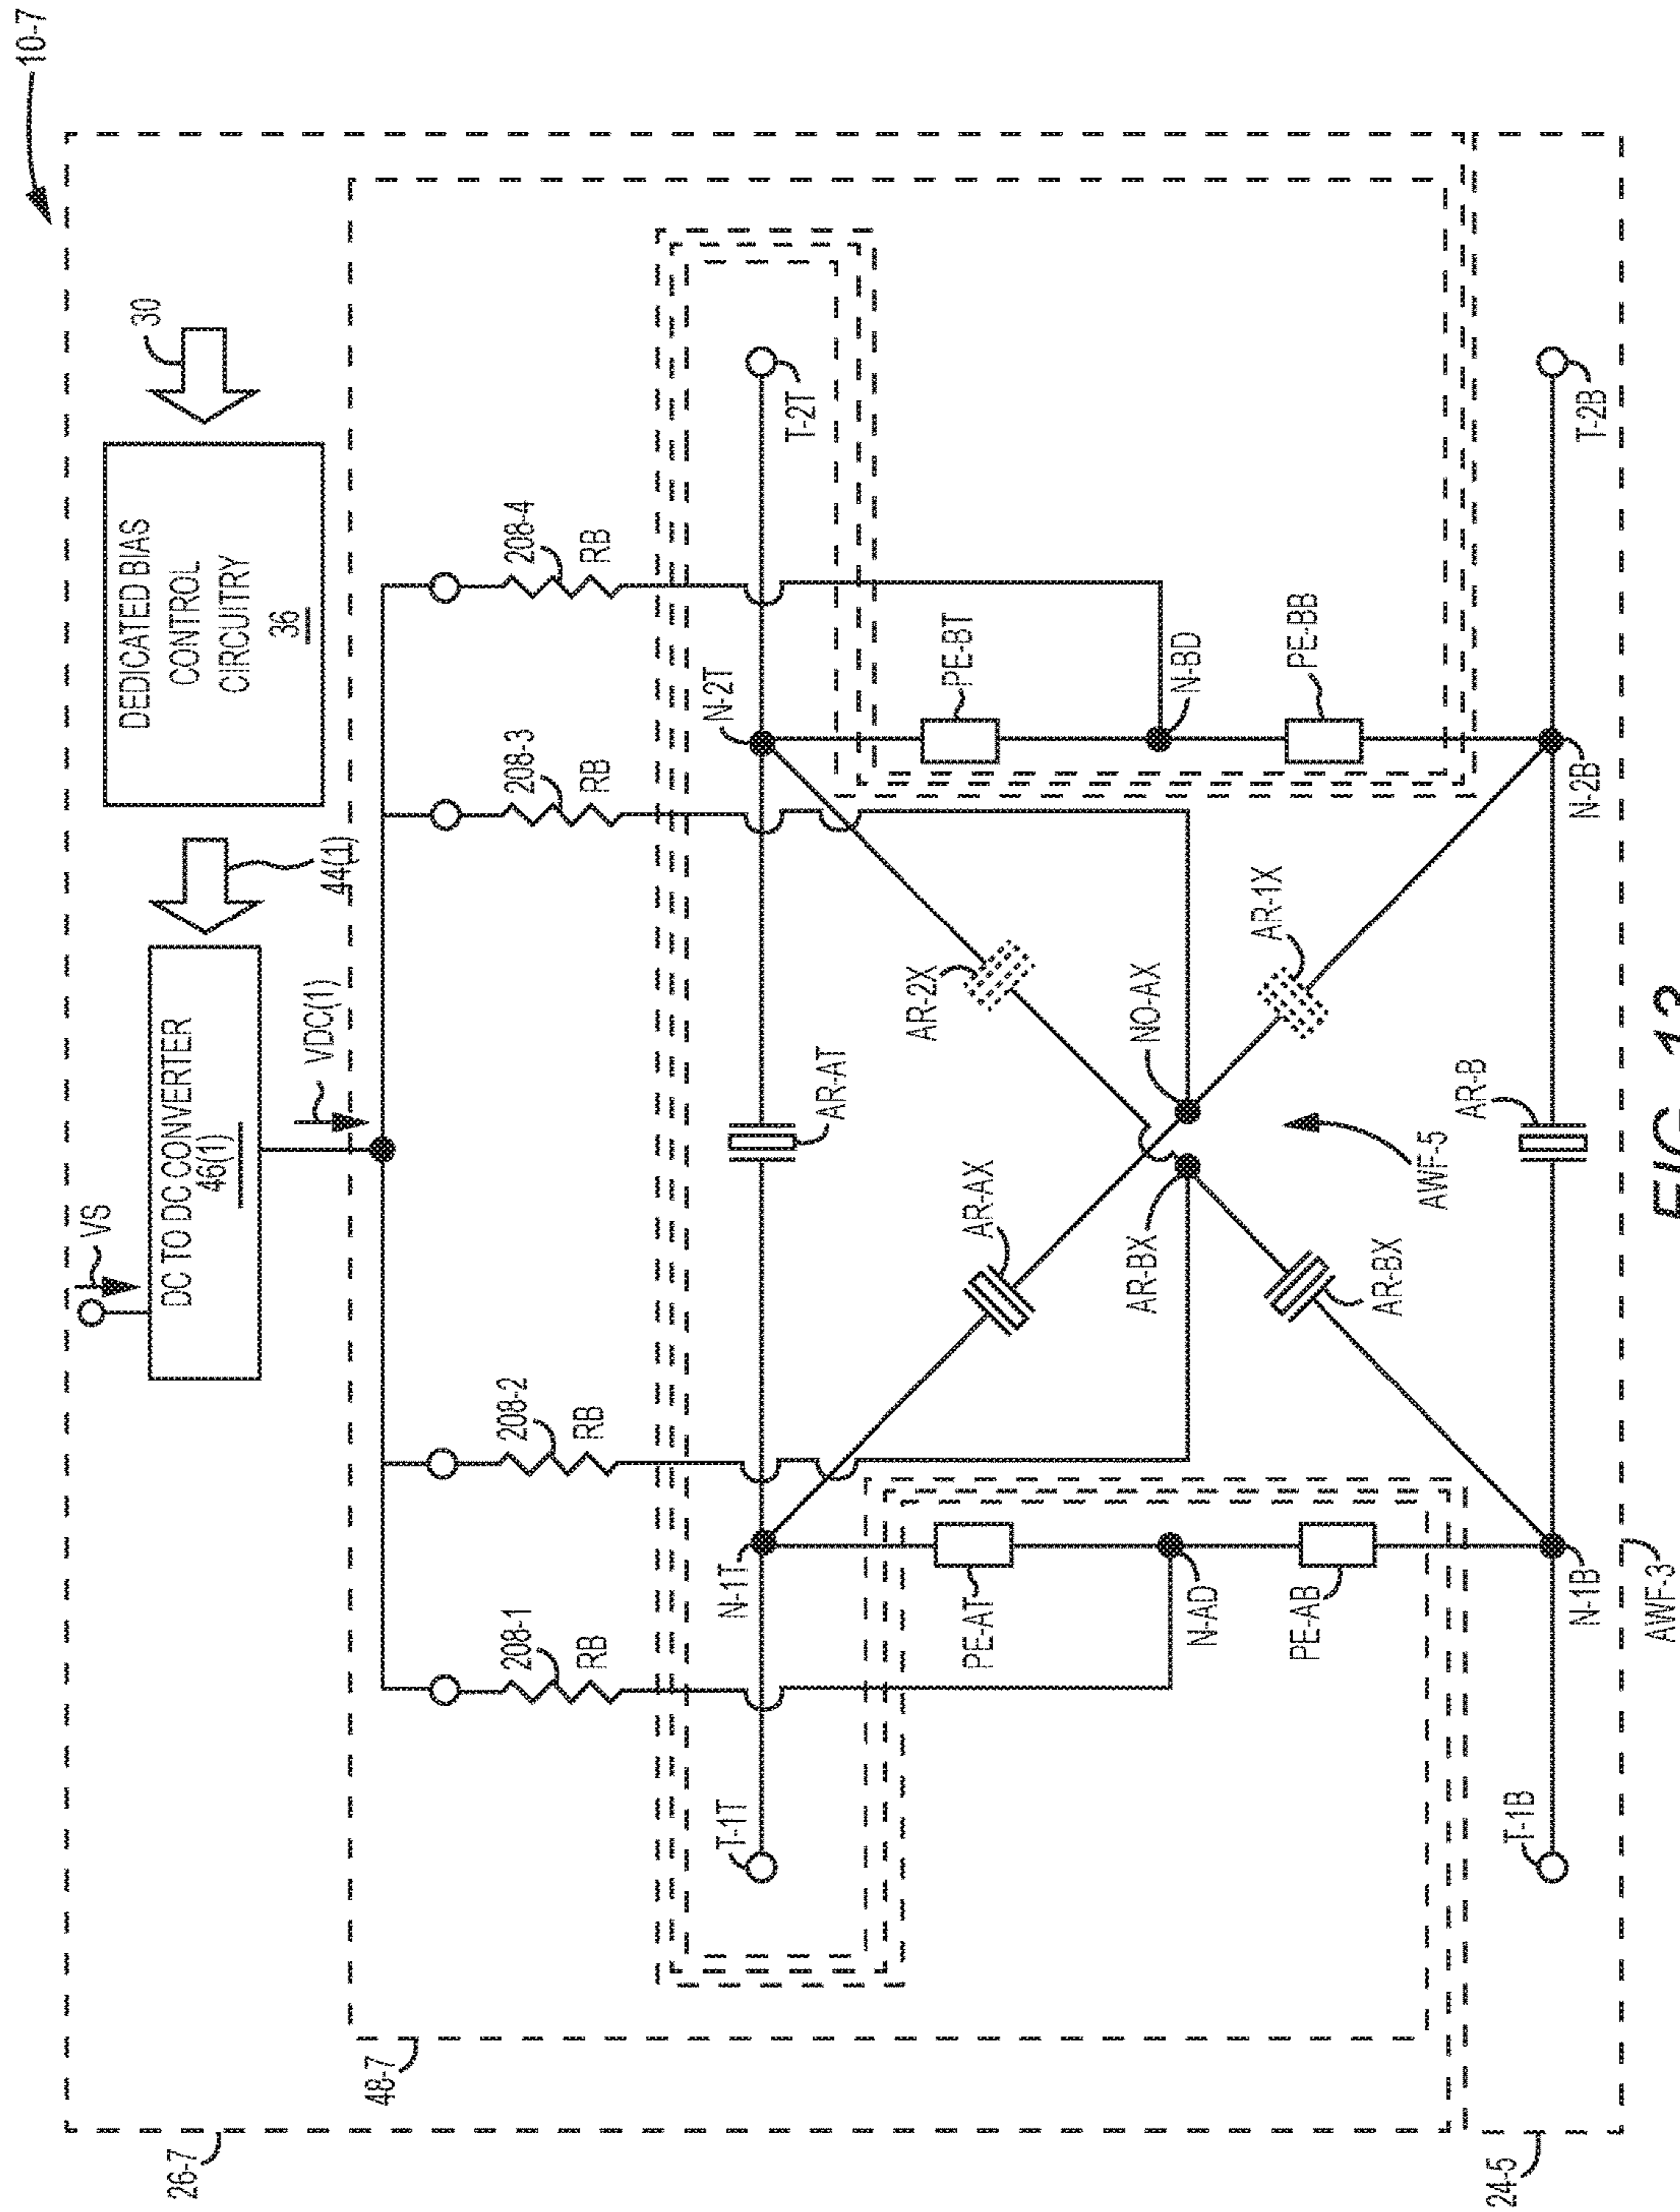 10-7
26-7
VS
DC TO DC CONVERTER
46(1)
44(1)
DEDICATED BIAS
CONTROL
CIRCUITRY
36
30
VDC(1)
48-7
208-1
RB
208-2
RB
208-3
RB
208-4
RB
T-1T
N-1T
N-2T
T-2T
AR-AT
PE-AT
AR-AX
AR-2X
PE-BT
N-AD
AR-BX
NO-AX
N-BD
PE-AB
AR-BX
AR-1X
PE-BB
AWF-5
T-1B
N-1B
AR-B
N-2B
T-2B
24-5
AWF-3